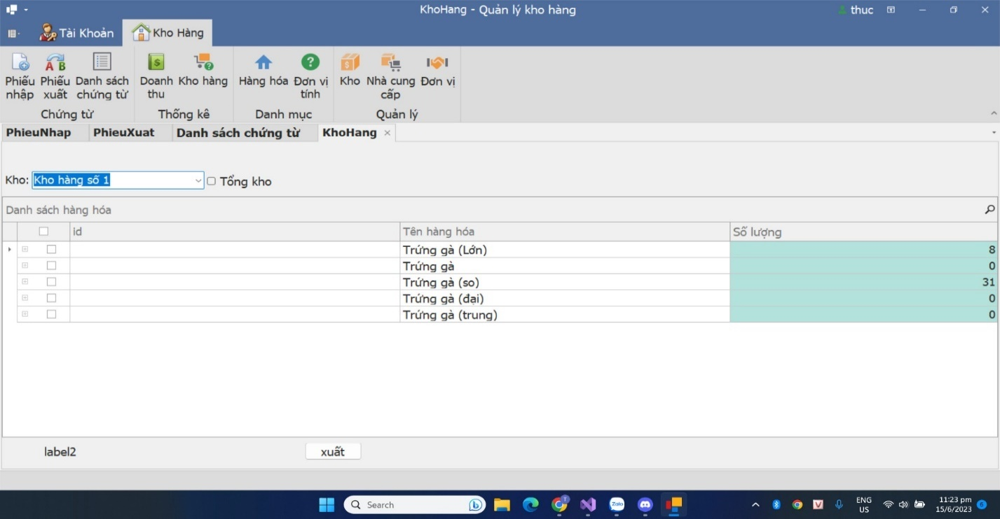 KhoHang - Quản lý kho hàng
thuc
Tài Khoản
Kho Hàng
Phiếu nhập
Phiếu xuất
Danh sách chứng từ
Doanh thu
Kho hàng
Hàng hóa
Đơn vị tính
Kho
Nhà cung cấp
Đơn vị
Chứng từ
Thống kê
Danh mục
Quản lý
PhieuNhap
PhieuXuat
Danh sách chứng từ
KhoHang
Kho: Kho hàng số 1
Tổng kho
Danh sách hàng hóa
id Tên hàng hóa Số lượng
Trứng gà (Lớn) 8
Trứng gà 0
Trứng gà (so) 31
Trứng gà (đại) 0
Trứng gà (trung) 0
label2
xuất
Search
Zalo
ENG
US
11:23 pm
15/6/2023
6